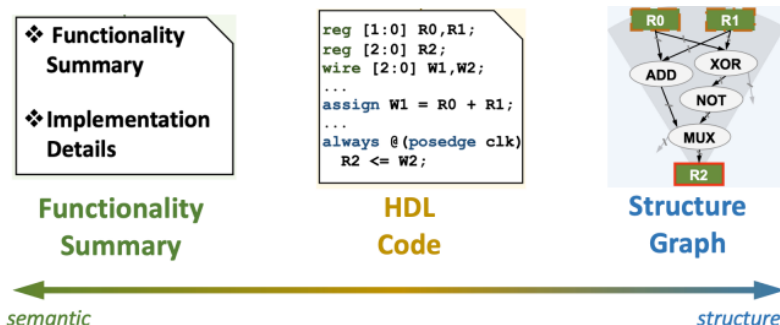 ❖ Functionality
Summary
❖Implementation
Details
reg [1:0] R0,R1;
reg [2:0] R2;
wire [2:0] W1,W2;
...
assign W1 = R0 + R1;
...
always @(posedge clk)
R2 <= W2;
R0 R1
ADD XOR
NOT
MUX
R2
Functionality
Summary
HDL
Code
Structure
Graph
semantic structure